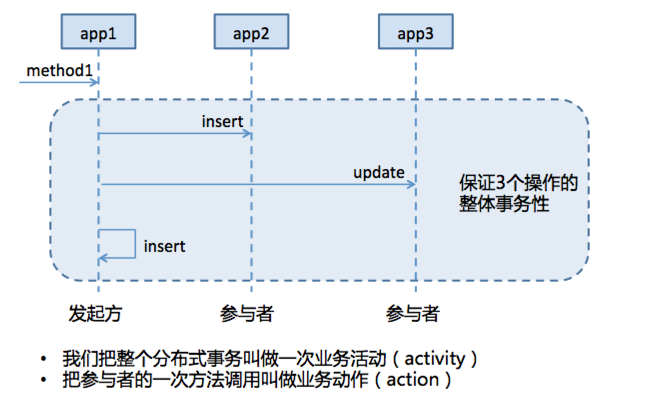 app1
app2
app3
method1
insert
update
保证3个操作的
整体事务性
insert
发起方
参与者
参与者
• 我们把整个分布式事务叫做一次业务活动（activity）
• 把参与者的一次方法调用叫做业务动作（action）